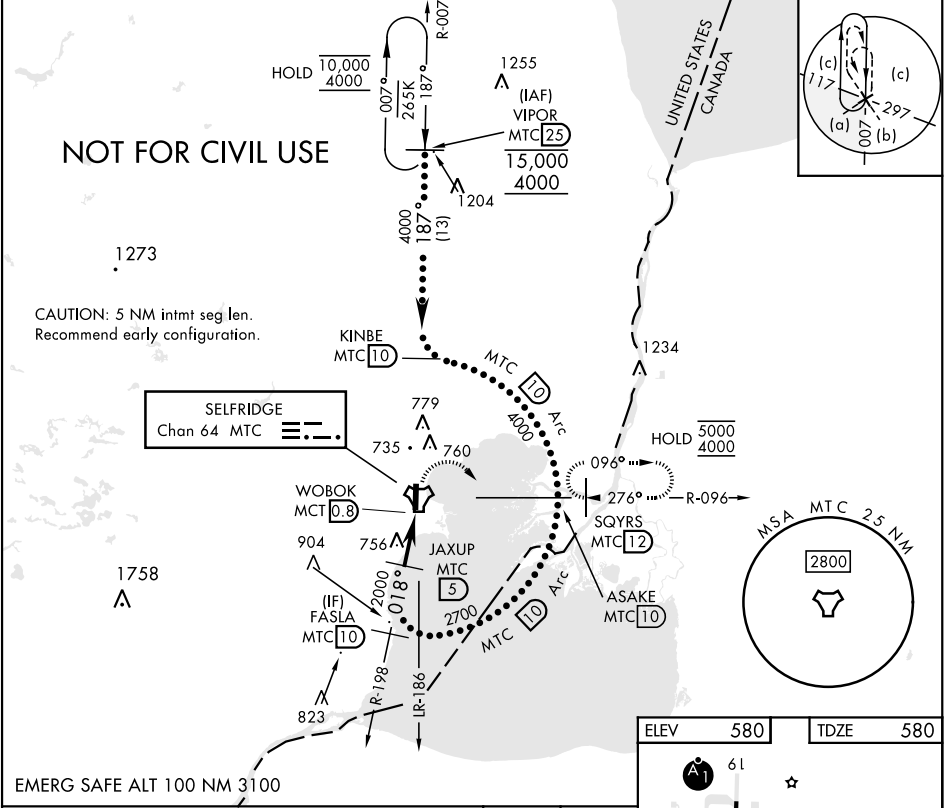 R-007
HOLD 10,000
4000
007°
265K
187°
1255
(IAF)
VIPOR
MTC 25
15,000
4000
1204
UNITED STATES
CANADA
(c)
(c)
117
297
(a)
007
(b)
NOT FOR CIVIL USE
4000
187°
(13)
1273
CAUTION: 5 NM intmt seg len.
Recommend early configuration.
KINBE
MTC 10
MTC 10 Arc
4000
1234
SELFRIDGE
Chan 64 MTC
779
735
760
HOLD 5000
4000
096°
276°
R-096
WOBOK
MCT 0.8
SQYRS
MTC 12
MSA MTC 25 NM
2800
904
756
JAXUP
MTC
5
1758
2000
018°
(IF)
FASLA
MTC 10
2700
MTC 10 Arc
ASAKE
MTC 10
R-198
LR-186
823
ELEV 580
TDZE 580
A1
19
EMERG SAFE ALT 100 NM 3100